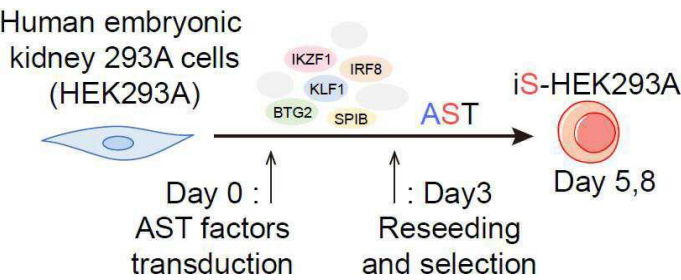 Human embryonic
kidney 293A cells
(HEK293A)
IKZF1
IRF8
KLF1
BTG2
SPIB
AST
iS-HEK293A
Day 5,8
Day 0 :
AST factors
transduction
: Day3
Reseeding
and selection